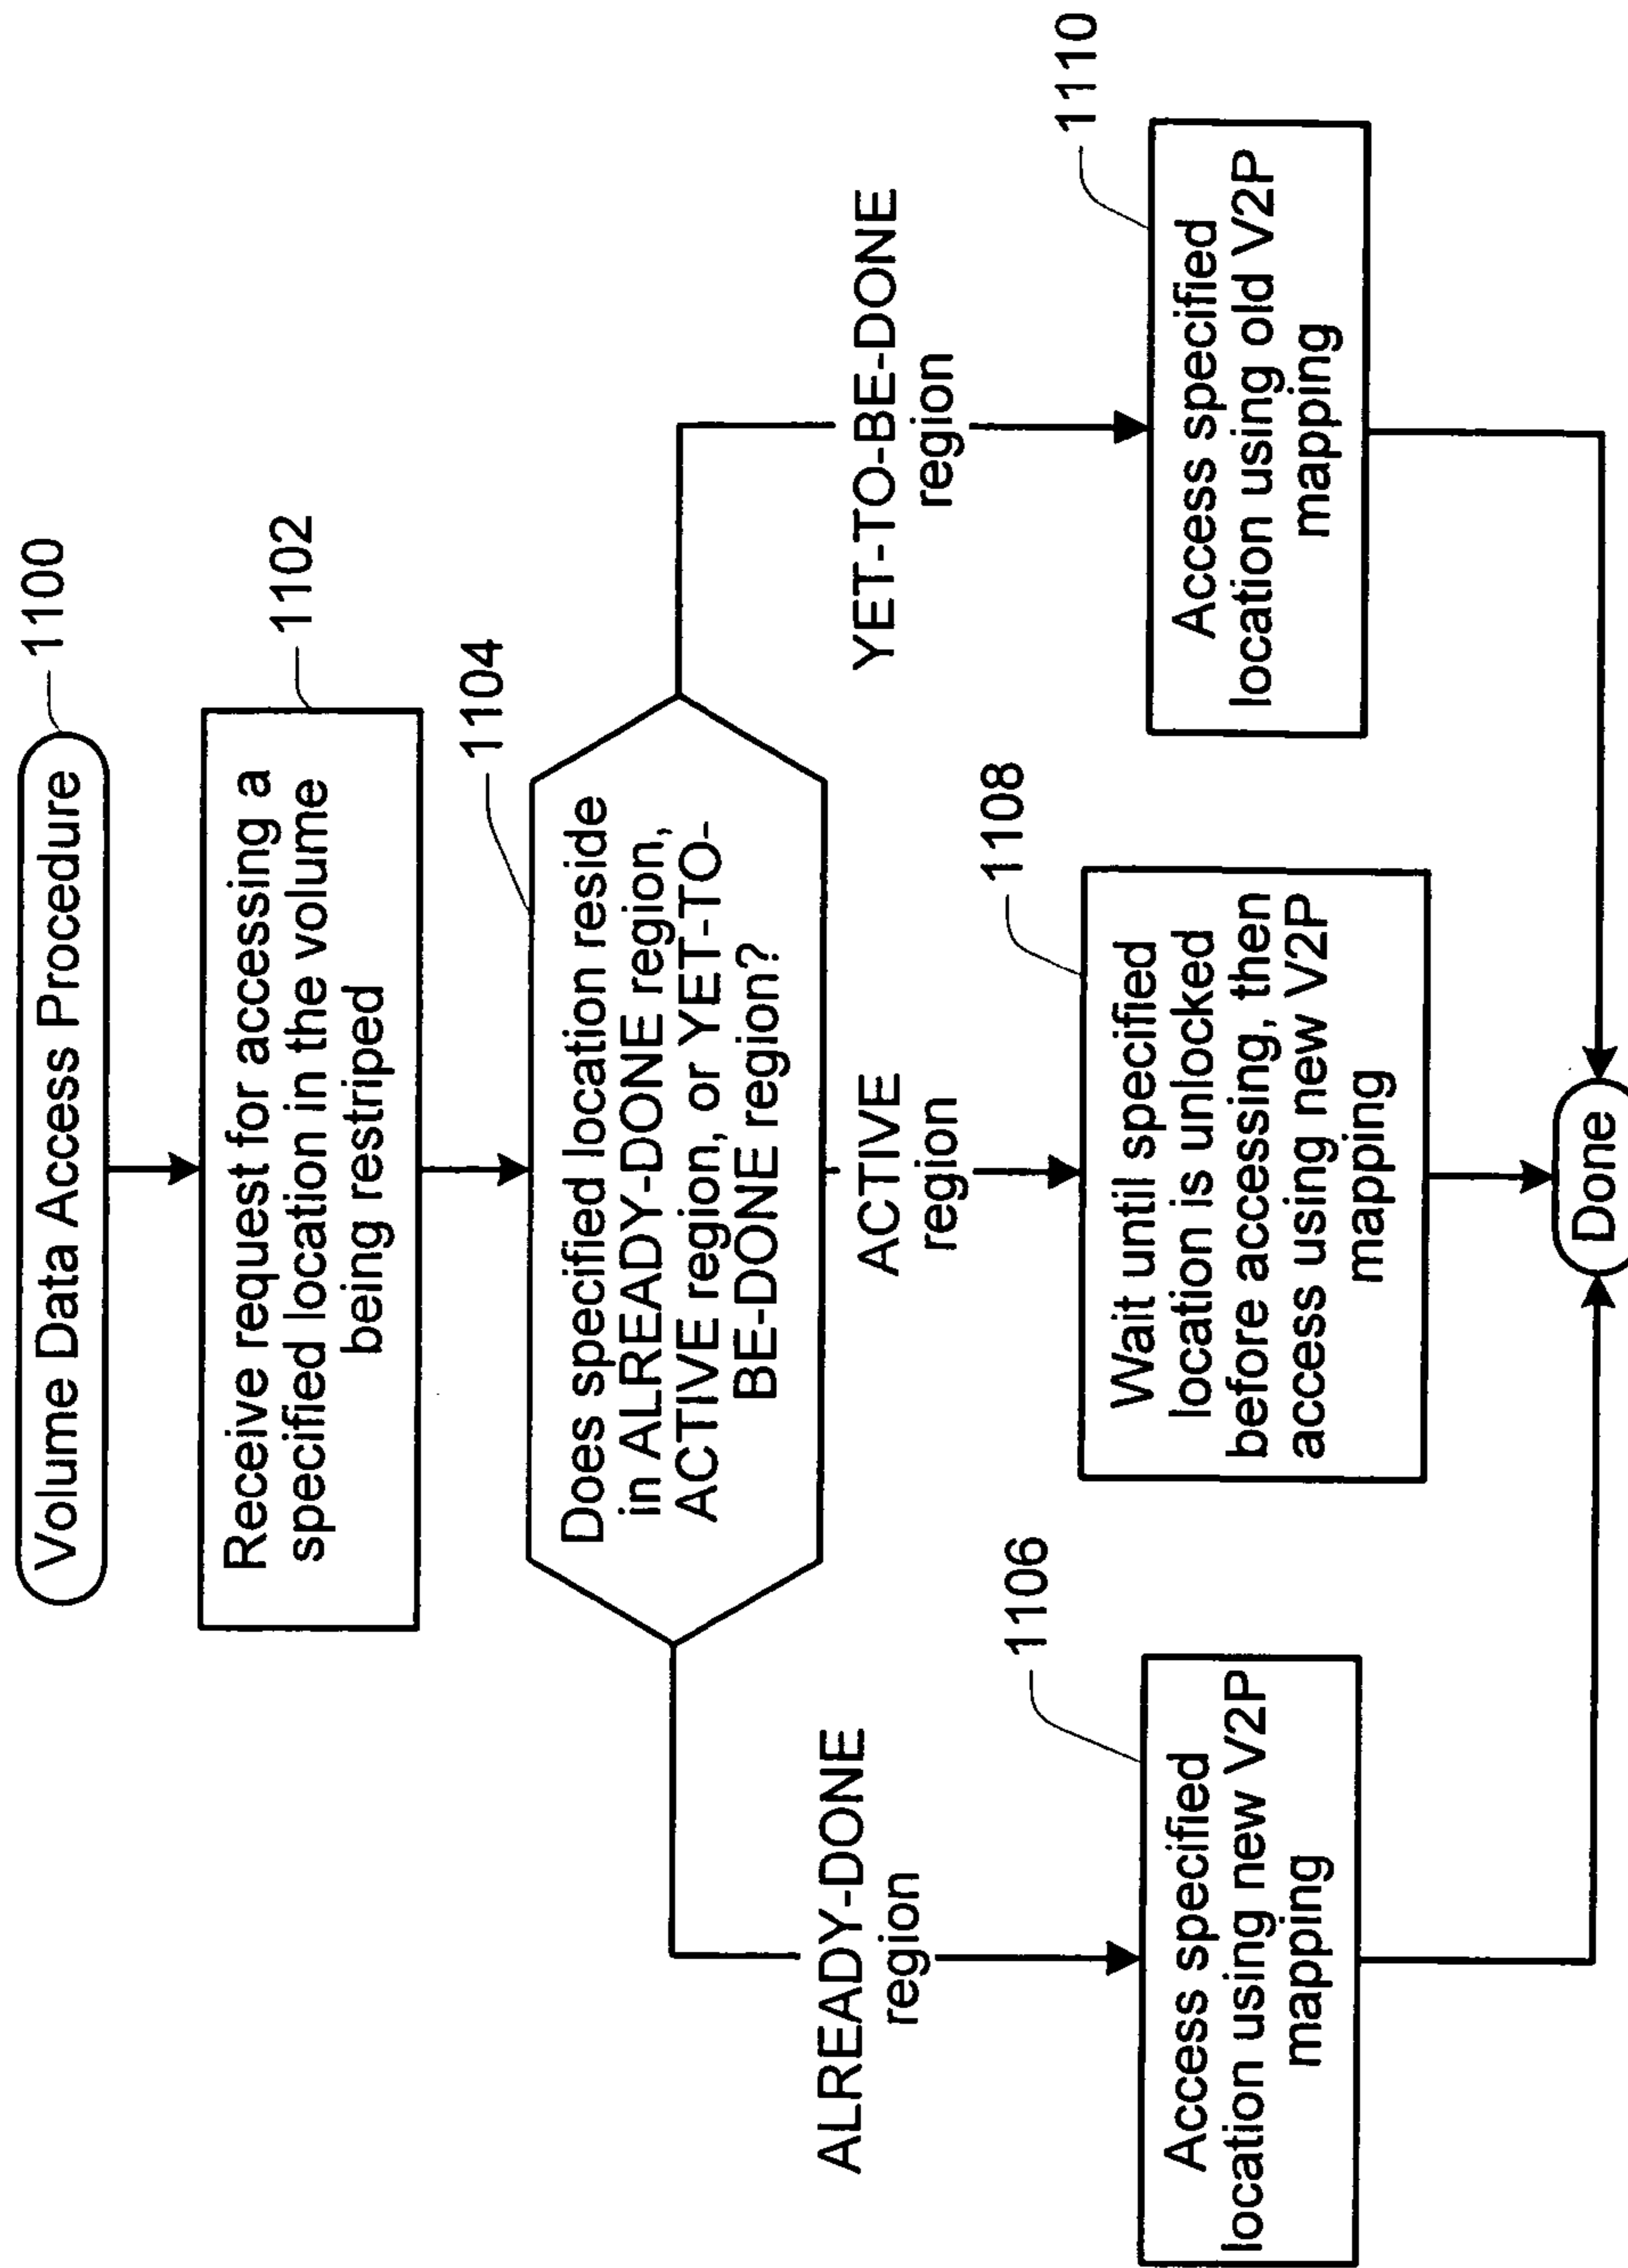 Volume Data Access Procedure
1100
Receive request for accessing a
specified location in the volume
being restriped
1102
Does specified location reside
in ALREADY-DONE region,
ACTIVE region, or YET-TO-
BE-DONE region?
1104
ALREADY-DONE
region
ACTIVE
region
YET-TO-BE-DONE
region
Access specified
location using new V2P
mapping
1106
Wait until specified
location is unlocked
before accessing, then
access using new V2P
mapping
1108
Access specified
location using old V2P
mapping
1110
Done